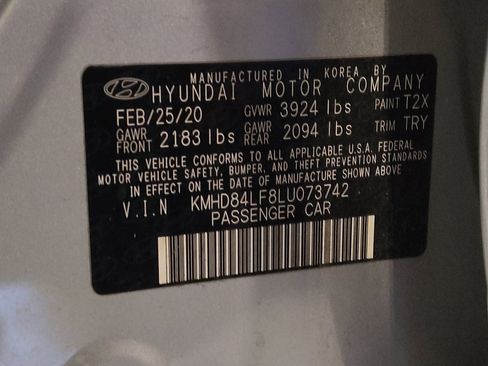 MANUFACTURED IN KOREA BY
HYUNDAI MOTOR COMPANY
FEB/25/20 GVWR 3924 lbs PAINT T2X
GAWR FRONT 2183 lbs GAWR REAR 2094 lbs TRIM TRY
THIS VEHICLE CONFORMS TO ALL APPLICABLE U.S.A. FEDERAL
MOTOR VEHICLE SAFETY, BUMPER, AND THEFT PREVENTION STANDARDS
IN EFFECT ON THE DATE OF MANUFACTURE SHOWN ABOVE.
V.I.N KMHD84LF8LU073742
PASSENGER CAR